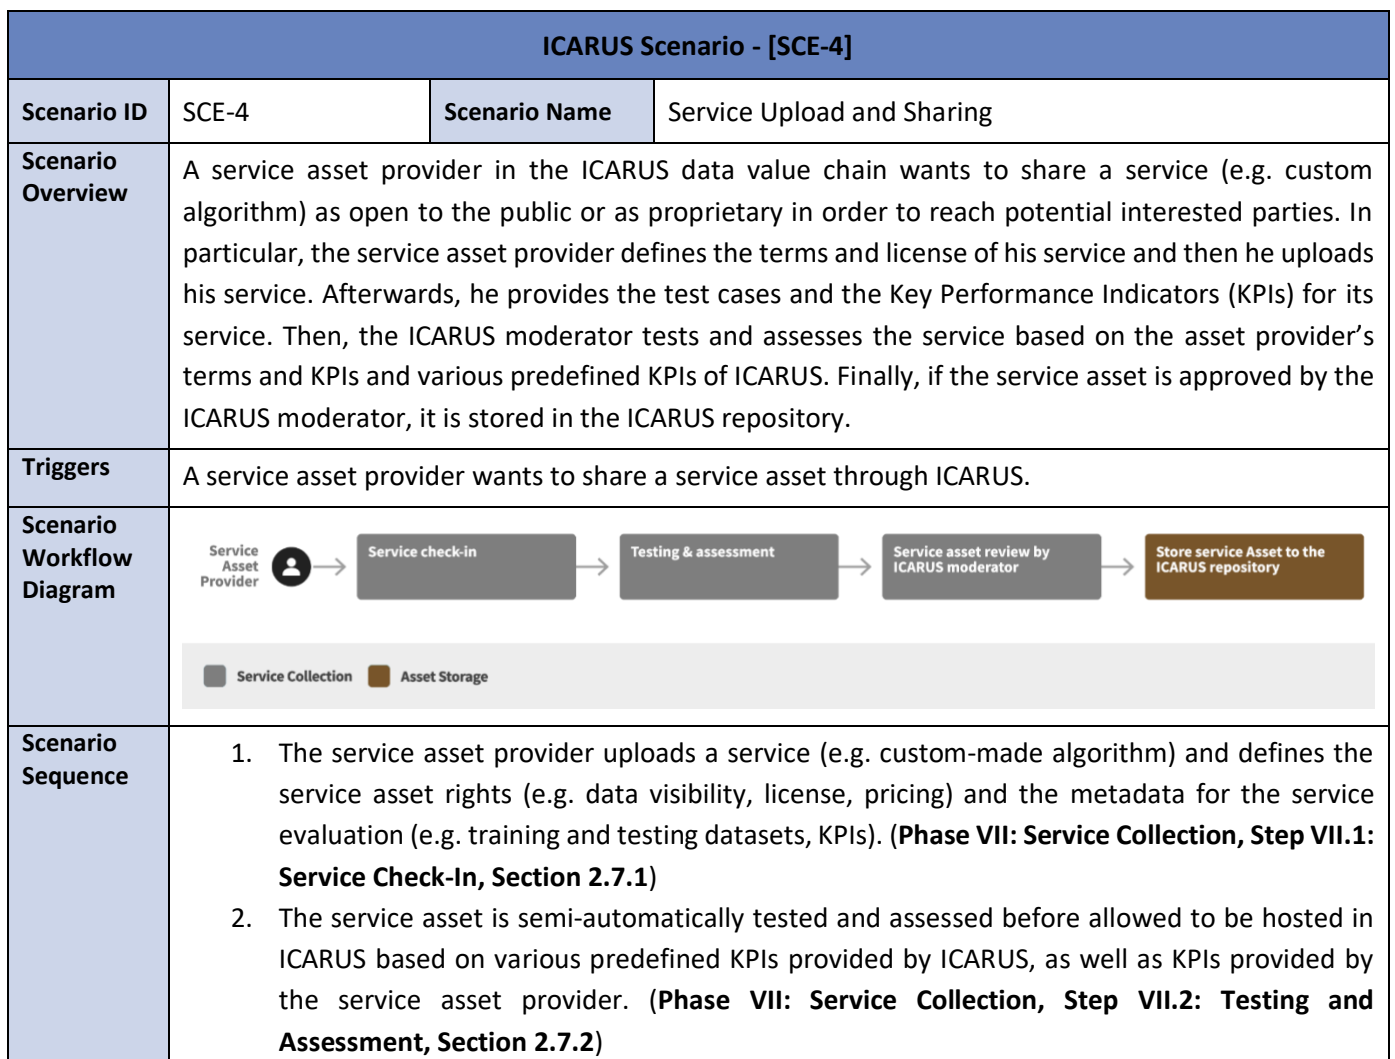 ICARUS Scenario - [SCE-4]
Scenario ID
SCE-4
Scenario Name
Service Upload and Sharing
Scenario
Overview
A service asset provider in the ICARUS data value chain wants to share a service (e.g. custom
algorithm) as open to the public or as proprietary in order to reach potential interested parties. In
particular, the service asset provider defines the terms and license of his service and then he uploads
his service. Afterwards, he provides the test cases and the Key Performance Indicators (KPIs) for its
service. Then, the ICARUS moderator tests and assesses the service based on the asset provider’s
terms and KPIs and various predefined KPIs of ICARUS. Finally, if the service asset is approved by the
ICARUS moderator, it is stored in the ICARUS repository.
Triggers
A service asset provider wants to share a service asset through ICARUS.
Scenario
Workflow
Diagram
Service
Asset
Provider
Service check-in
Testing & assessment
Service asset review by
ICARUS moderator
Store service Asset to the
ICARUS repository
Service Collection
Asset Storage
Scenario
Sequence
1. The service asset provider uploads a service (e.g. custom-made algorithm) and defines the
service asset rights (e.g. data visibility, license, pricing) and the metadata for the service
evaluation (e.g. training and testing datasets, KPIs). (Phase VII: Service Collection, Step VII.1:
Service Check-In, Section 2.7.1)
2. The service asset is semi-automatically tested and assessed before allowed to be hosted in
ICARUS based on various predefined KPIs provided by ICARUS, as well as KPIs provided by
the service asset provider. (Phase VII: Service Collection, Step VII.2: Testing and
Assessment, Section 2.7.2)